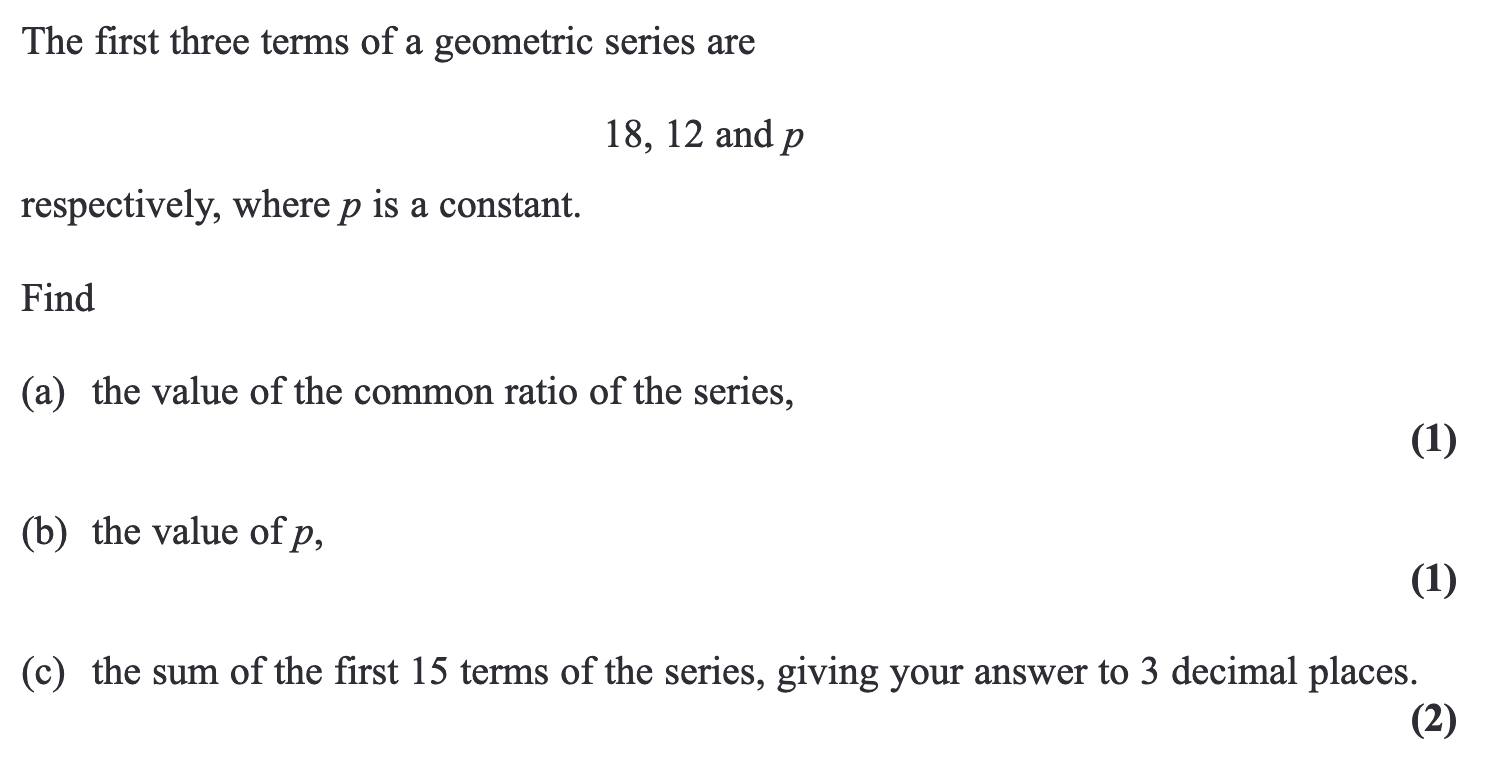 The first three terms of a geometric series are
18, 12 and p
respectively, where p is a constant.
Find
(a) the value of the common ratio of the series,
(1)
(b) the value of p,
(1)
(c) the sum of the first 15 terms of the series, giving your answer to 3 decimal places.
(2)